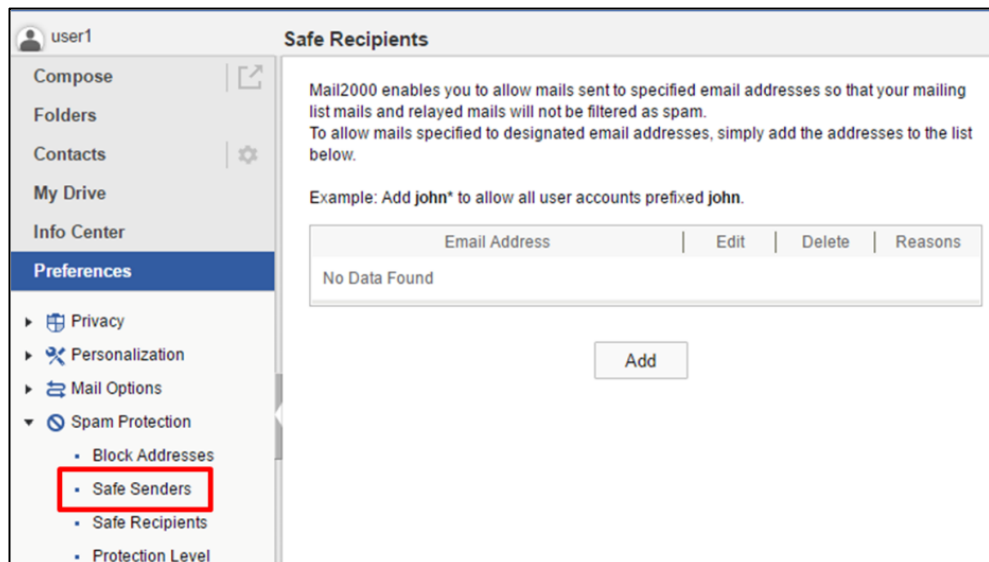 user1
Compose
Folders
Contacts
My Drive
Info Center
Preferences
Privacy
Personalization
Mail Options
Spam Protection
Block Addresses
Safe Senders
Safe Recipients
Protection Level
Safe Recipients
Mail2000 enables you to allow mails sent to specified email addresses so that your mailing
list mails and relayed mails will not be filtered as spam.
To allow mails specified to designated email addresses, simply add the addresses to the list
below.
Example: Add john* to allow all user accounts prefixed john.
Email Address | Edit | Delete | Reasons
No Data Found
Add